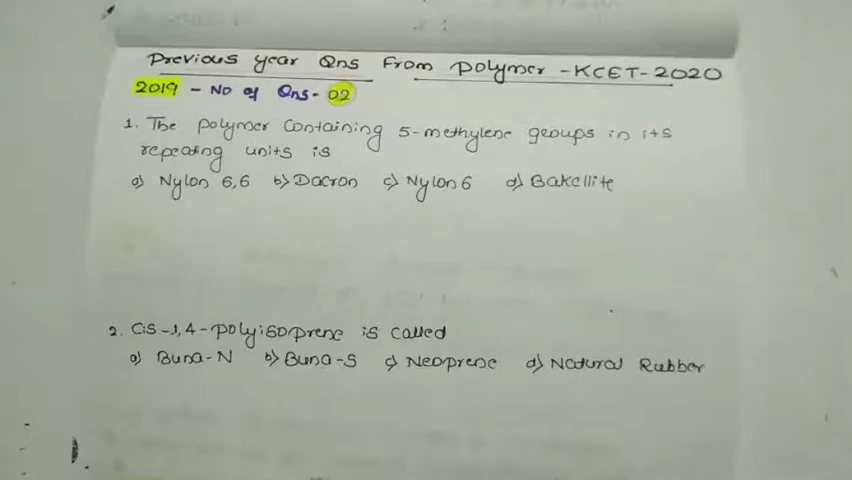 Previous year Qns From polymer - KCET-2020
2019 - No of Qns- 02
1. The polymer containing 5-methylene groups in its
repeating units is
a) Nylon 6,6 b) Dacron c) Nylon 6 d) Bakellite
2. Cis-1,4-polyisoprene is called
a) Buna-N b) Buna-S c) Neoprene d) Natural Rubber